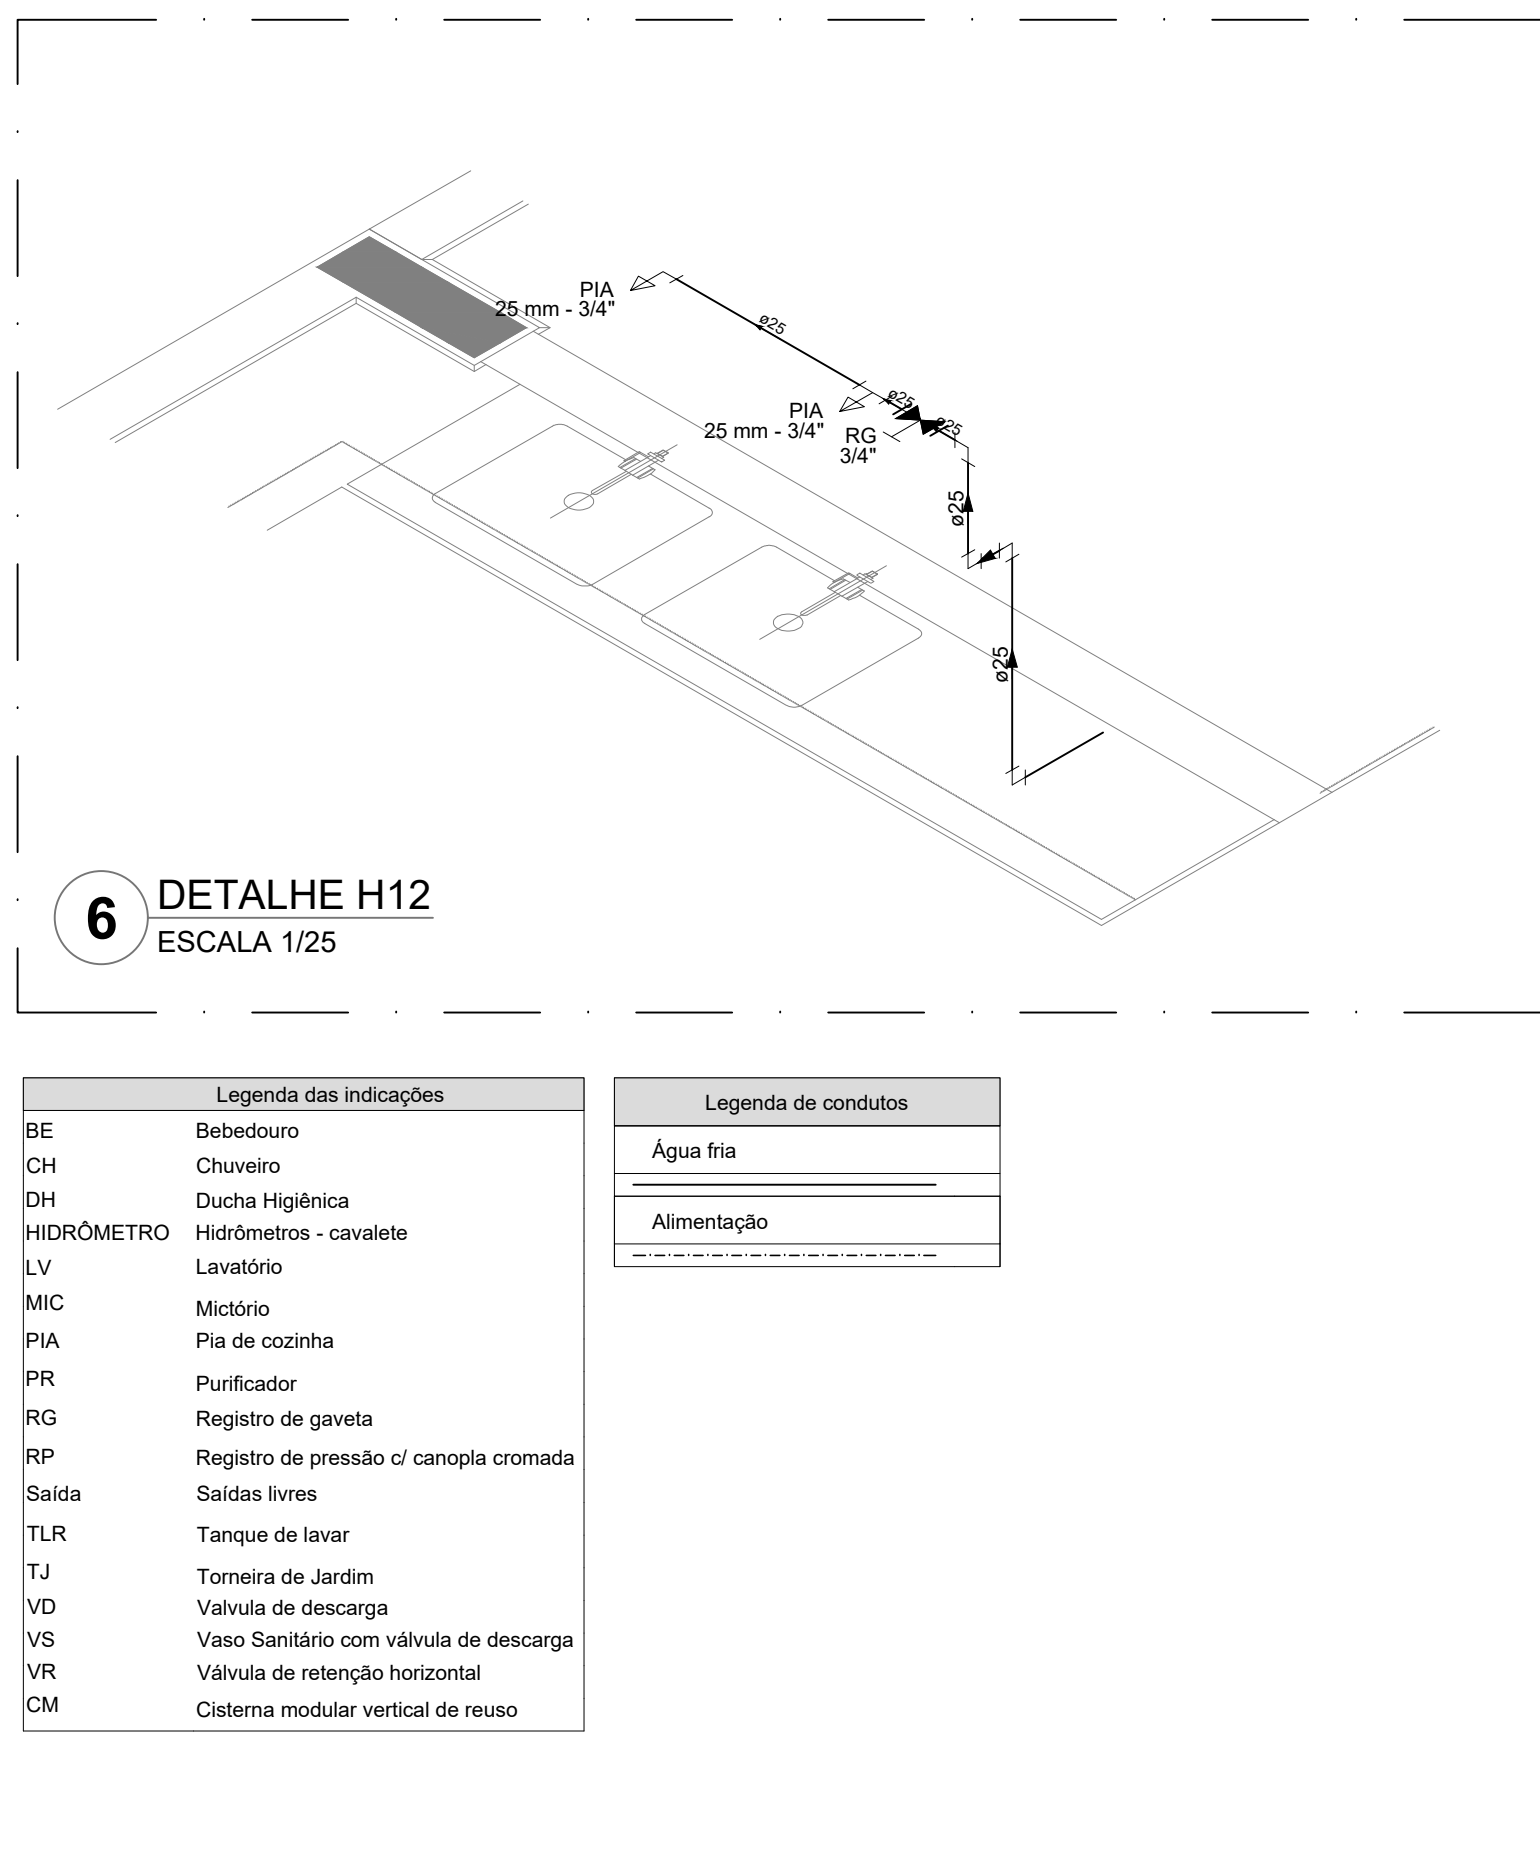 PIA
25 mm - 3/4"
ø25
PIA
25 mm - 3/4"
ø25
ø25
RG
3/4"
ø25
ø25
6
DETALHE H12
ESCALA 1/25
Legenda das indicações
BE Bebedouro
CH Chuveiro
DH Ducha Higiênica
HIDRÔMETRO Hidrômetros - cavalete
LV Lavatório
MIC Mictório
PIA Pia de cozinha
PR Purificador
RG Registro de gaveta
RP Registro de pressão c/ canopla cromada
Saída Saídas livres
TLR Tanque de lavar
TJ Torneira de Jardim
VD Valvula de descarga
VS Vaso Sanitário com válvula de descarga
VR Válvula de retenção horizontal
CM Cisterna modular vertical de reuso
Legenda de condutos
Água fria
Alimentação